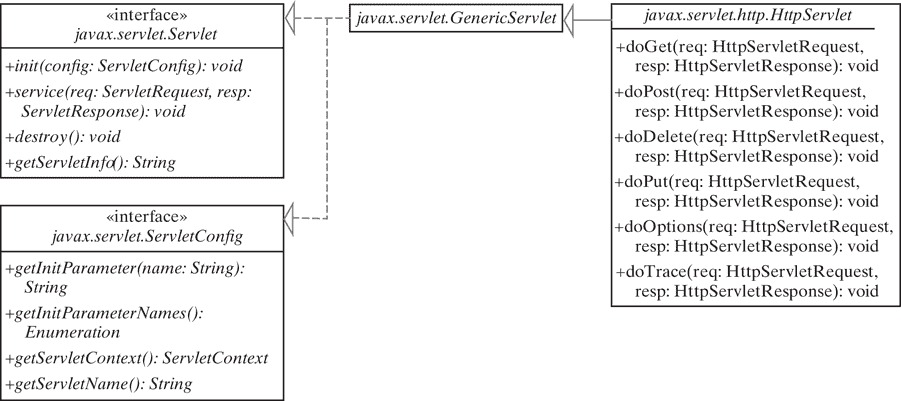 «interface»
javax.servlet.Servlet
+init(config: ServletConfig): void
+service(req: ServletRequest, resp:
ServletResponse): void
+destroy(): void
+getServletInfo(): String
«interface»
javax.servlet.ServletConfig
+getInitParameter(name: String):
String
+getInitParameterNames():
Enumeration
+getServletContext(): ServletContext
+getServletName(): String
javax.servlet.GenericServlet
javax.servlet.http.HttpServlet
+doGet(req: HttpServletRequest,
resp: HttpServletResponse): void
+doPost(req: HttpServletRequest,
resp: HttpServletResponse): void
+doDelete(req: HttpServletRequest,
resp: HttpServletResponse): void
+doPut(req: HttpServletRequest,
resp: HttpServletResponse): void
+doOptions(req: HttpServletRequest,
resp: HttpServletResponse): void
+doTrace(req: HttpServletRequest,
resp: HttpServletResponse): void